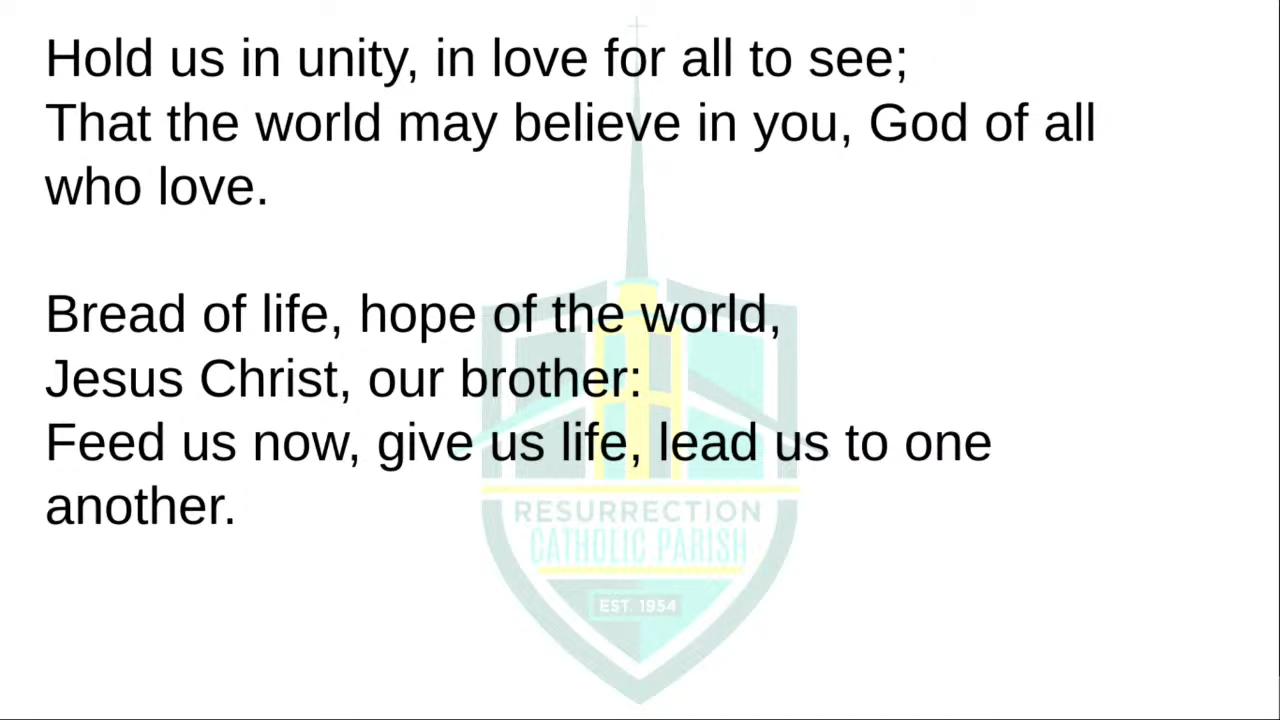 Hold us in unity, in love for all to see;
That the world may believe in you, God of all
who love.
Bread of life, hope of the world,
Jesus Christ, our brother:
Feed us now, give us life, lead us to one
another.
RESURRECTION
CATHOLIC PARISH
EST. 1954